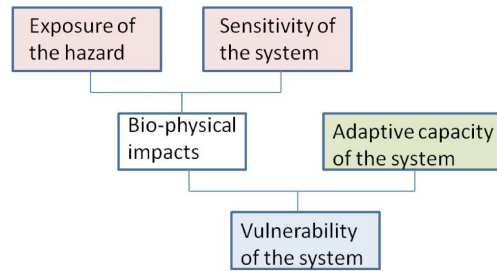 Exposure of
the hazard
Sensitivity of
the system
Bio-physical
impacts
Adaptive capacity
of the system
Vulnerability
of the system